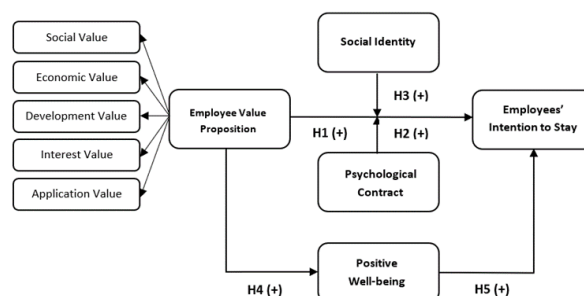 Social Value
Economic Value
Development Value
Interest Value
Application Value
Employee Value
Proposition
Social Identity
H3 (+)
H1 (+)
H2 (+)
Psychological
Contract
Employees’
Intention to Stay
Positive
Well-being
H4 (+)
H5 (+)